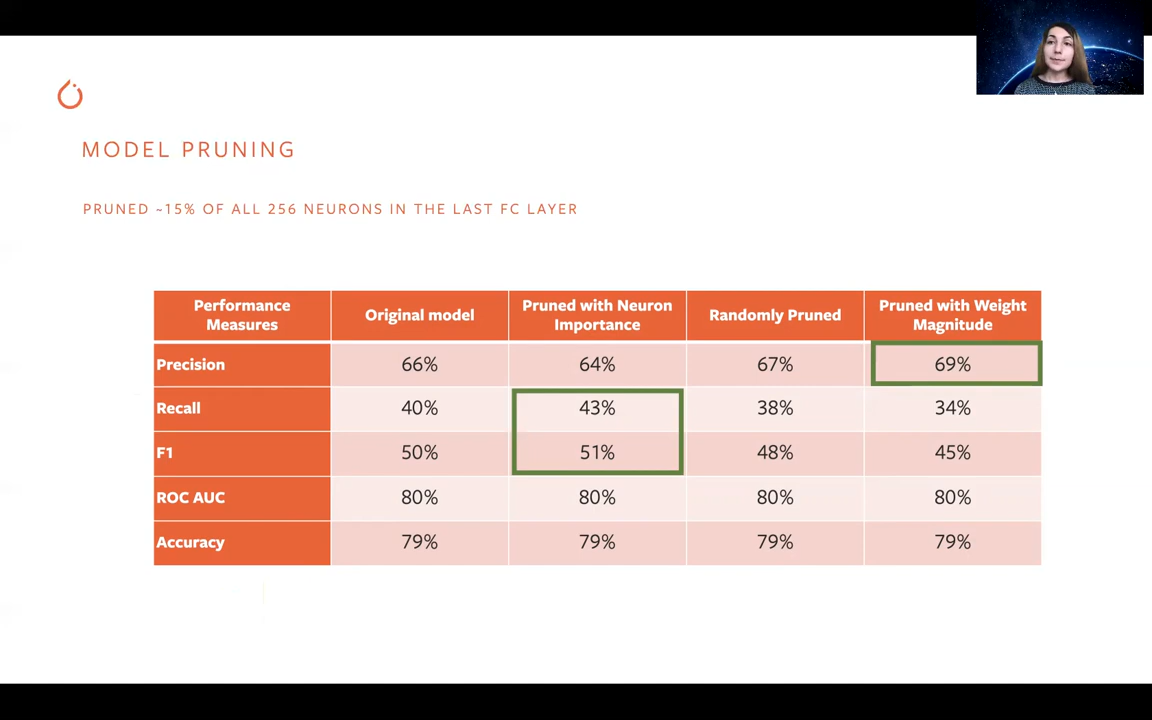 MODEL PRUNING
PRUNED ~15% OF ALL 256 NEURONS IN THE LAST FC LAYER
Performance Measures Original model Pruned with Neuron Importance Randomly Pruned Pruned with Weight Magnitude
Precision 66% 64% 67% 69%
Recall 40% 43% 38% 34%
F1 50% 51% 48% 45%
ROC AUC 80% 80% 80% 80%
Accuracy 79% 79% 79% 79%